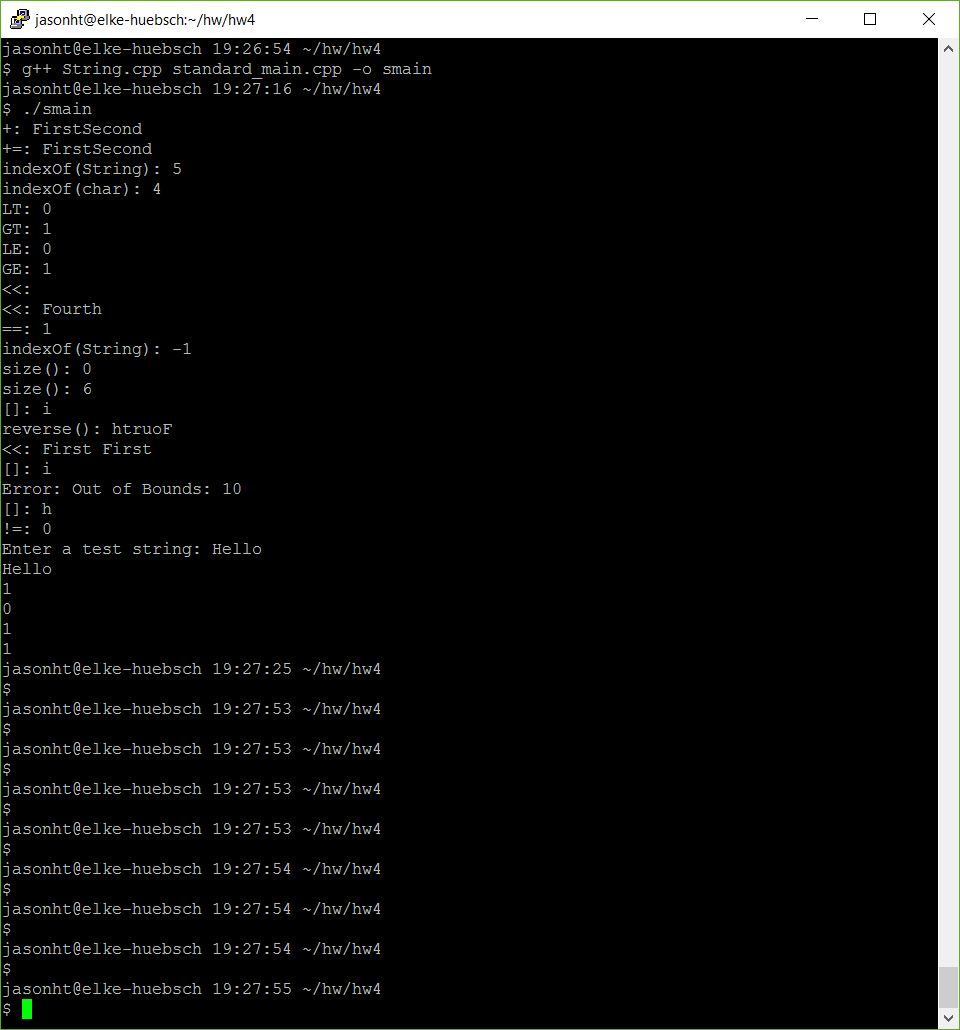 jasonht@elke-huebsch:~/hw/hw4
jasonht@elke-huebsch 19:26:54 ~/hw/hw4
$ g++ String.cpp standard_main.cpp -o smain
jasonht@elke-huebsch 19:27:16 ~/hw/hw4
$ ./smain
+: FirstSecond
+=: FirstSecond
indexOf(String): 5
indexOf(char): 4
LT: 0
GT: 1
LE: 0
GE: 1
<<:
<<: Fourth
==: 1
indexOf(String): -1
size(): 0
size(): 6
[]: i
reverse(): htruoF
<<: First First
[]: i
Error: Out of Bounds: 10
[]: h
!=: 0
Enter a test string: Hello
Hello
1
0
1
1
jasonht@elke-huebsch 19:27:25 ~/hw/hw4
$
jasonht@elke-huebsch 19:27:53 ~/hw/hw4
$
jasonht@elke-huebsch 19:27:53 ~/hw/hw4
$
jasonht@elke-huebsch 19:27:53 ~/hw/hw4
$
jasonht@elke-huebsch 19:27:53 ~/hw/hw4
$
jasonht@elke-huebsch 19:27:54 ~/hw/hw4
$
jasonht@elke-huebsch 19:27:54 ~/hw/hw4
$
jasonht@elke-huebsch 19:27:54 ~/hw/hw4
$
jasonht@elke-huebsch 19:27:55 ~/hw/hw4
$